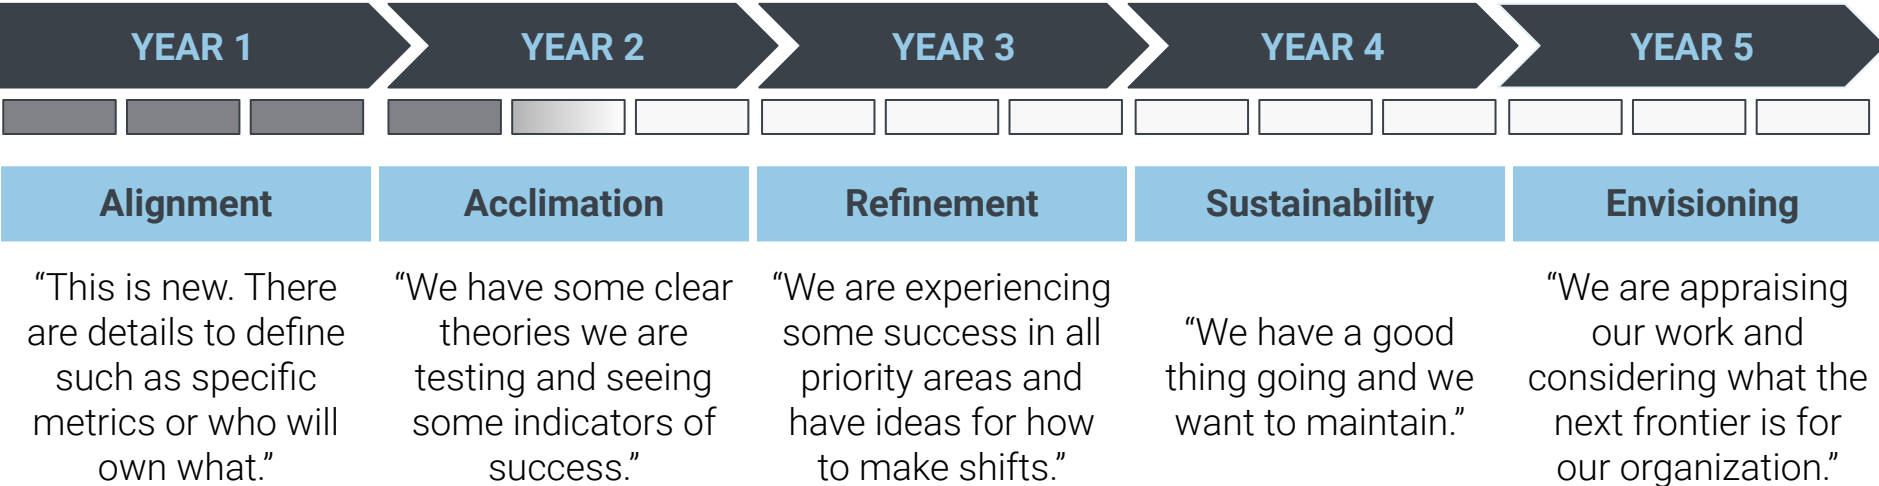 YEAR 1
YEAR 2
YEAR 3
YEAR 4
YEAR 5
Alignment
Acclimation
Refinement
Sustainability
Envisioning
“This is new. There
are details to define
such as specific
metrics or who will
own what.”
“We have some clear
theories we are
testing and seeing
some indicators of
success.”
“We are experiencing
some success in all
priority areas and
have ideas for how
to make shifts.”
“We have a good
thing going and we
want to maintain.”
“We are appraising
our work and
considering what the
next frontier is for
our organization.”